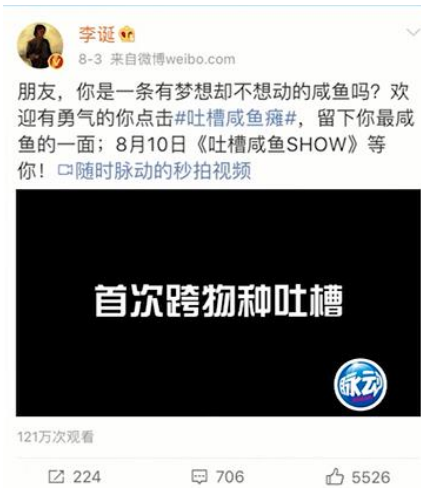 李诞
8-3 来自微博weibo.com
朋友，你是一条有梦想却不想动的咸鱼吗？欢
迎有勇气的你点击#吐槽咸鱼瘫#，留下你最咸
鱼的一面；8月10日《吐槽咸鱼SHOW》等
你！随时脉动的秒拍视频
首次跨物种吐槽
脉动
121万次观看
224 706 5526